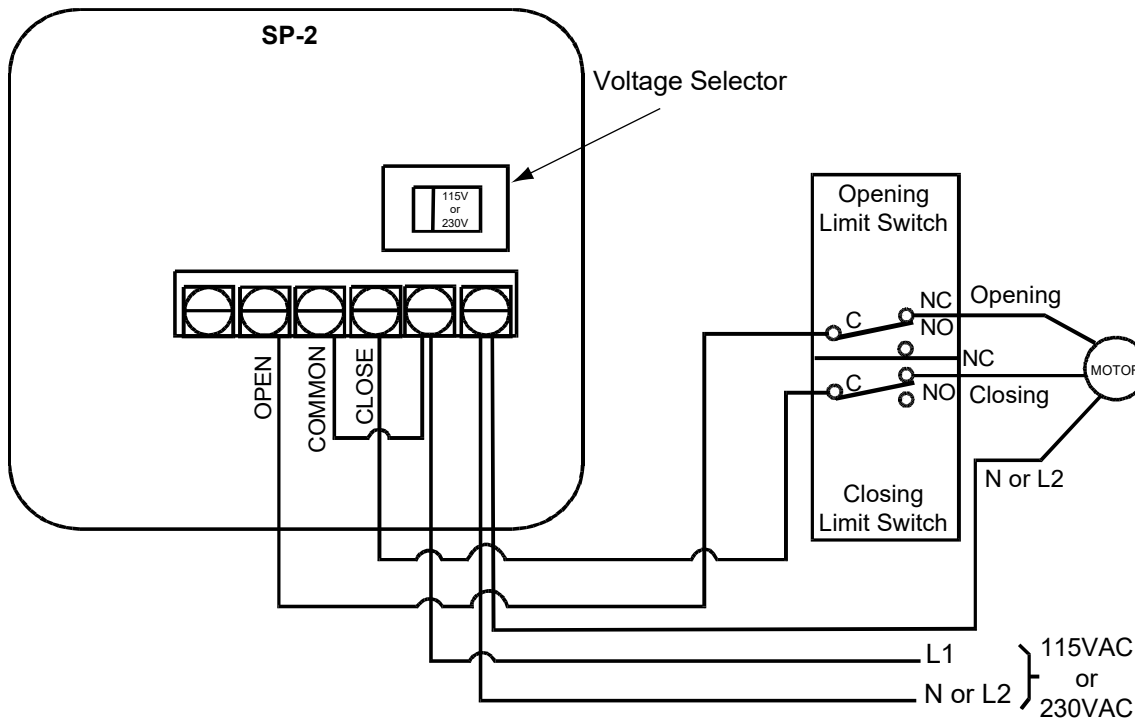 SP-2
Voltage Selector
115V
or
230V
OPEN
COMMON
CLOSE
Opening
Limit Switch
NC
Opening
C
NO
NC
MOTOR
C
NO
Closing
N or L2
Closing
Limit Switch
L1
N or L2
115VAC
or
230VAC